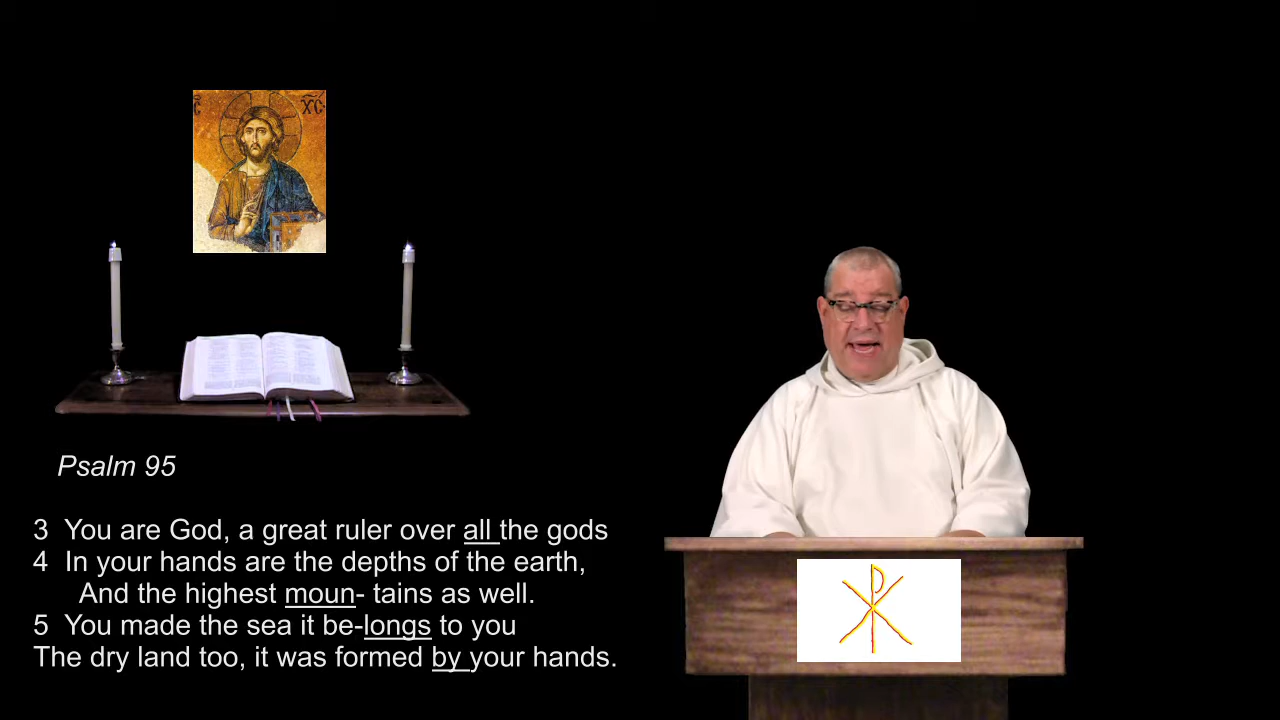 C XC
Psalm 95
3 You are God, a great ruler over all the gods
4 In your hands are the depths of the earth,
And the highest moun- tains as well.
5 You made the sea it be-longs to you
The dry land too, it was formed by your hands.